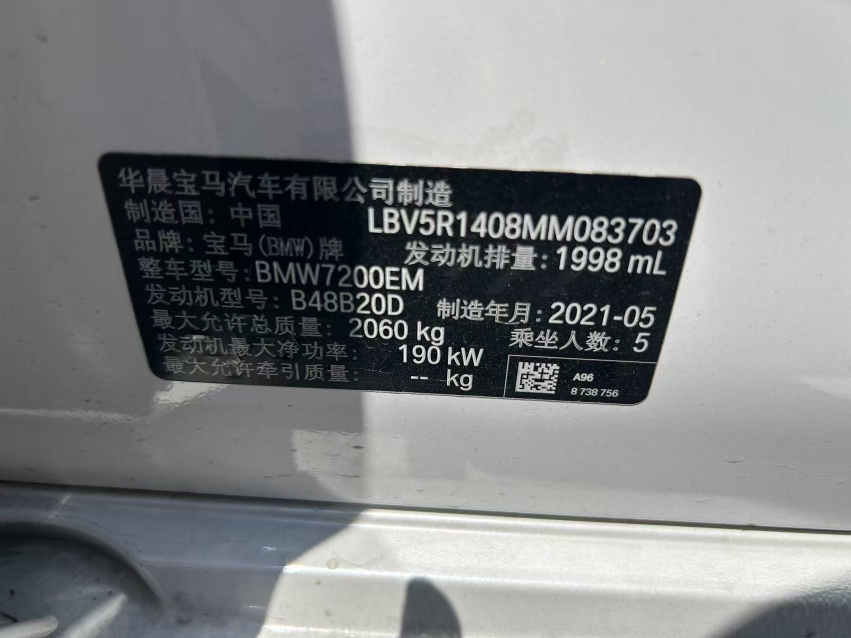 华晨宝马汽车有限公司制造
制造国: 中国 LBV5R1408MM083703
品牌: 宝马(BMW)牌 发动机排量: 1998 mL
整车型号: BMW7200EM
发动机型号: B48B20D 制造年月: 2021-05
最大允许总质量: 2060 kg 乘坐人数: 5
发动机最大净功率: 190 kW
最大允许牵引质量: -- kg
A96
8 738 756